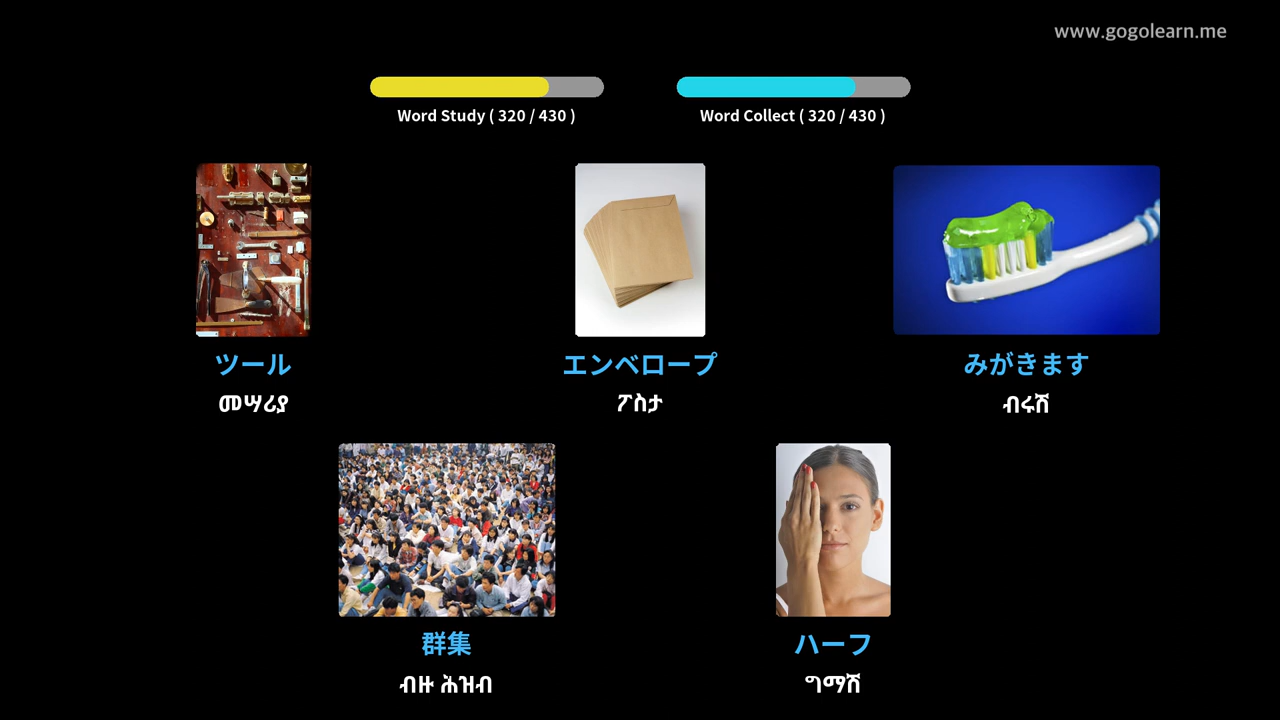 www.gogolearn.me
Word Study ( 320 / 430 )
Word Collect ( 320 / 430 )
ツール
መሣሪያ
エンベロープ
ፖስታ
みがきます
ብሩሽ
群集
ብዙ ሕዝብ
ハーフ
ግማሽ